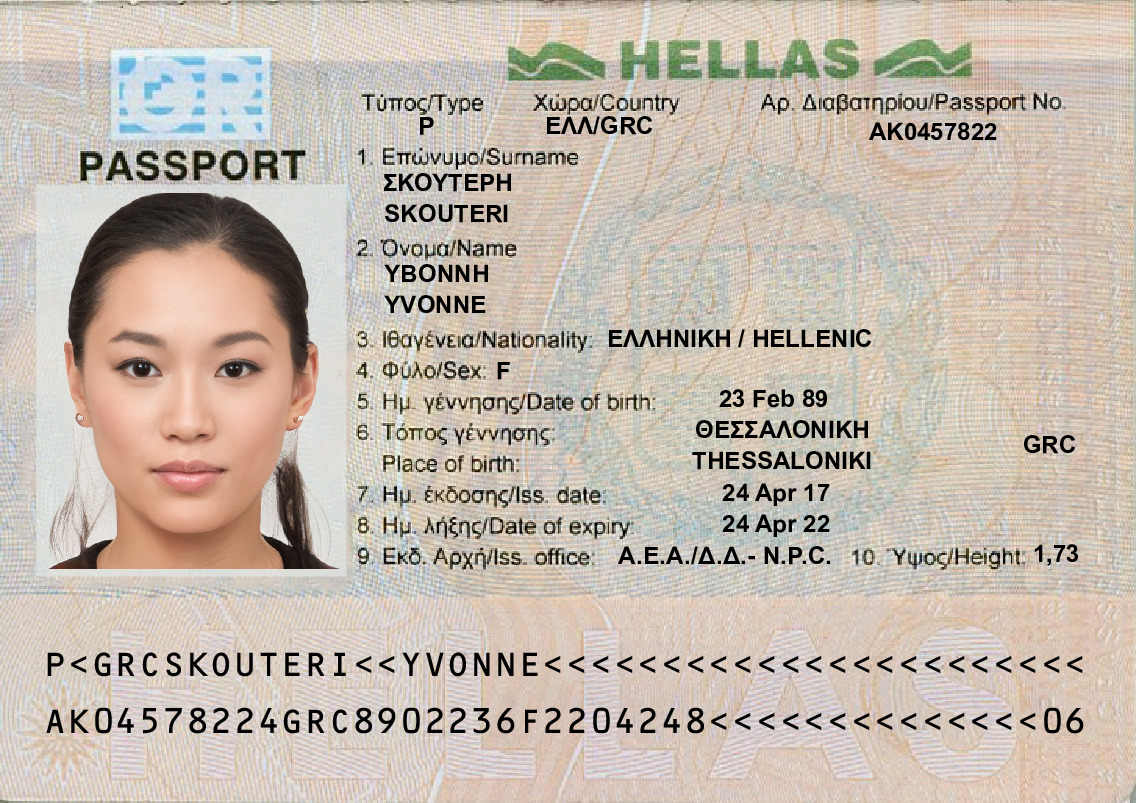 GR
PASSPORT
HELLAS
Τύπος/Type Χώρα/Country Αρ. Διαβατηρίου/Passport No.
P ΕΛΛ/GRC AK0457822
1. Επώνυμο/Surname
ΣΚΟΥΤΕΡΗ
SKOUTERI
2. Όνομα/Name
ΥΒΟΝΝΗ
YVONNE
3. Ιθαγένεια/Nationality: ΕΛΛΗΝΙΚΗ / HELLENIC
4. Φύλο/Sex: F
5. Ημ. γέννησης/Date of birth: 23 Feb 89
6. Τόπος γέννησης: ΘΕΣΣΑΛΟΝΙΚΗ
Place of birth: THESSALONIKI GRC
7. Ημ. έκδοσης/Iss. date: 24 Apr 17
8. Ημ. λήξης/Date of expiry: 24 Apr 22
9. Εκδ. Αρχή/Iss. office: Α.Ε.Α./Δ.Δ.- N.P.C. 10. Ύψος/Height: 1,73
HELLAS
P<GRCSKOUTERI<<YVONNE<<<<<<<<<<<<<<<<<<<<<<<
AK04578224GRC8902236F2204248<<<<<<<<<<<<<<06